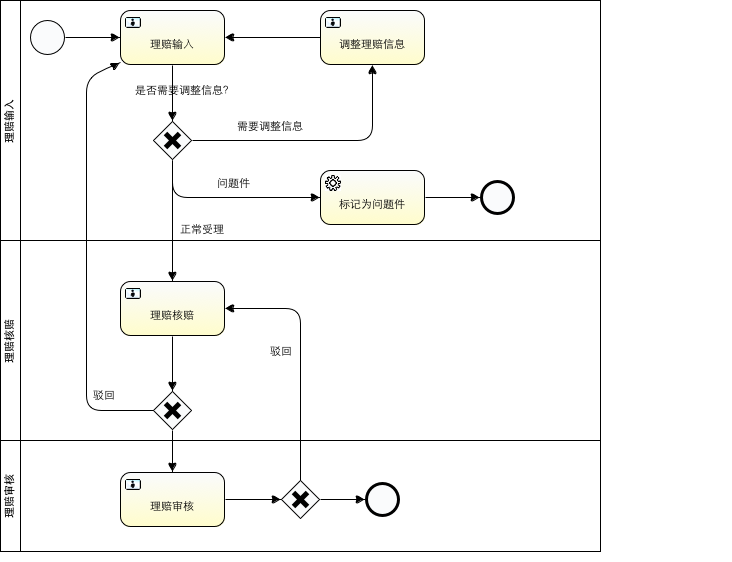 理赔输入
理赔输入
调整理赔信息
是否需要调整信息?
需要调整信息
问题件
标记为问题件
正常受理
理赔核赔
理赔核赔
驳回
驳回
理赔审核
理赔审核